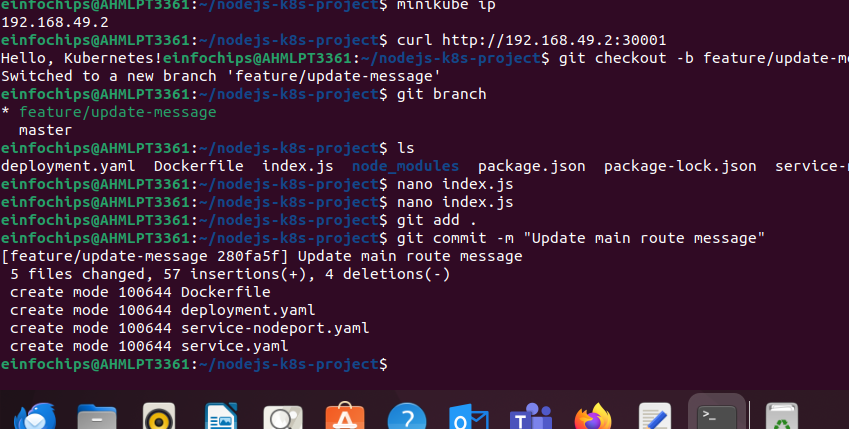 einfochips@AHMLPT3361:~/nodejs-k8s-project$ minikube ip
192.168.49.2
einfochips@AHMLPT3361:~/nodejs-k8s-project$ curl http://192.168.49.2:30001
Hello, Kubernetes!einfochips@AHMLPT3361:~/nodejs-k8s-project$ git checkout -b feature/update-m
Switched to a new branch 'feature/update-message'
einfochips@AHMLPT3361:~/nodejs-k8s-project$ git branch
* feature/update-message
  master
einfochips@AHMLPT3361:~/nodejs-k8s-project$ ls
deployment.yaml  Dockerfile  index.js  node_modules  package.json  package-lock.json  service-
einfochips@AHMLPT3361:~/nodejs-k8s-project$ nano index.js
einfochips@AHMLPT3361:~/nodejs-k8s-project$ nano index.js
einfochips@AHMLPT3361:~/nodejs-k8s-project$ git add .
einfochips@AHMLPT3361:~/nodejs-k8s-project$ git commit -m "Update main route message"
[feature/update-message 280fa5f] Update main route message
 5 files changed, 57 insertions(+), 4 deletions(-)
 create mode 100644 Dockerfile
 create mode 100644 deployment.yaml
 create mode 100644 service-nodeport.yaml
 create mode 100644 service.yaml
einfochips@AHMLPT3361:~/nodejs-k8s-project$